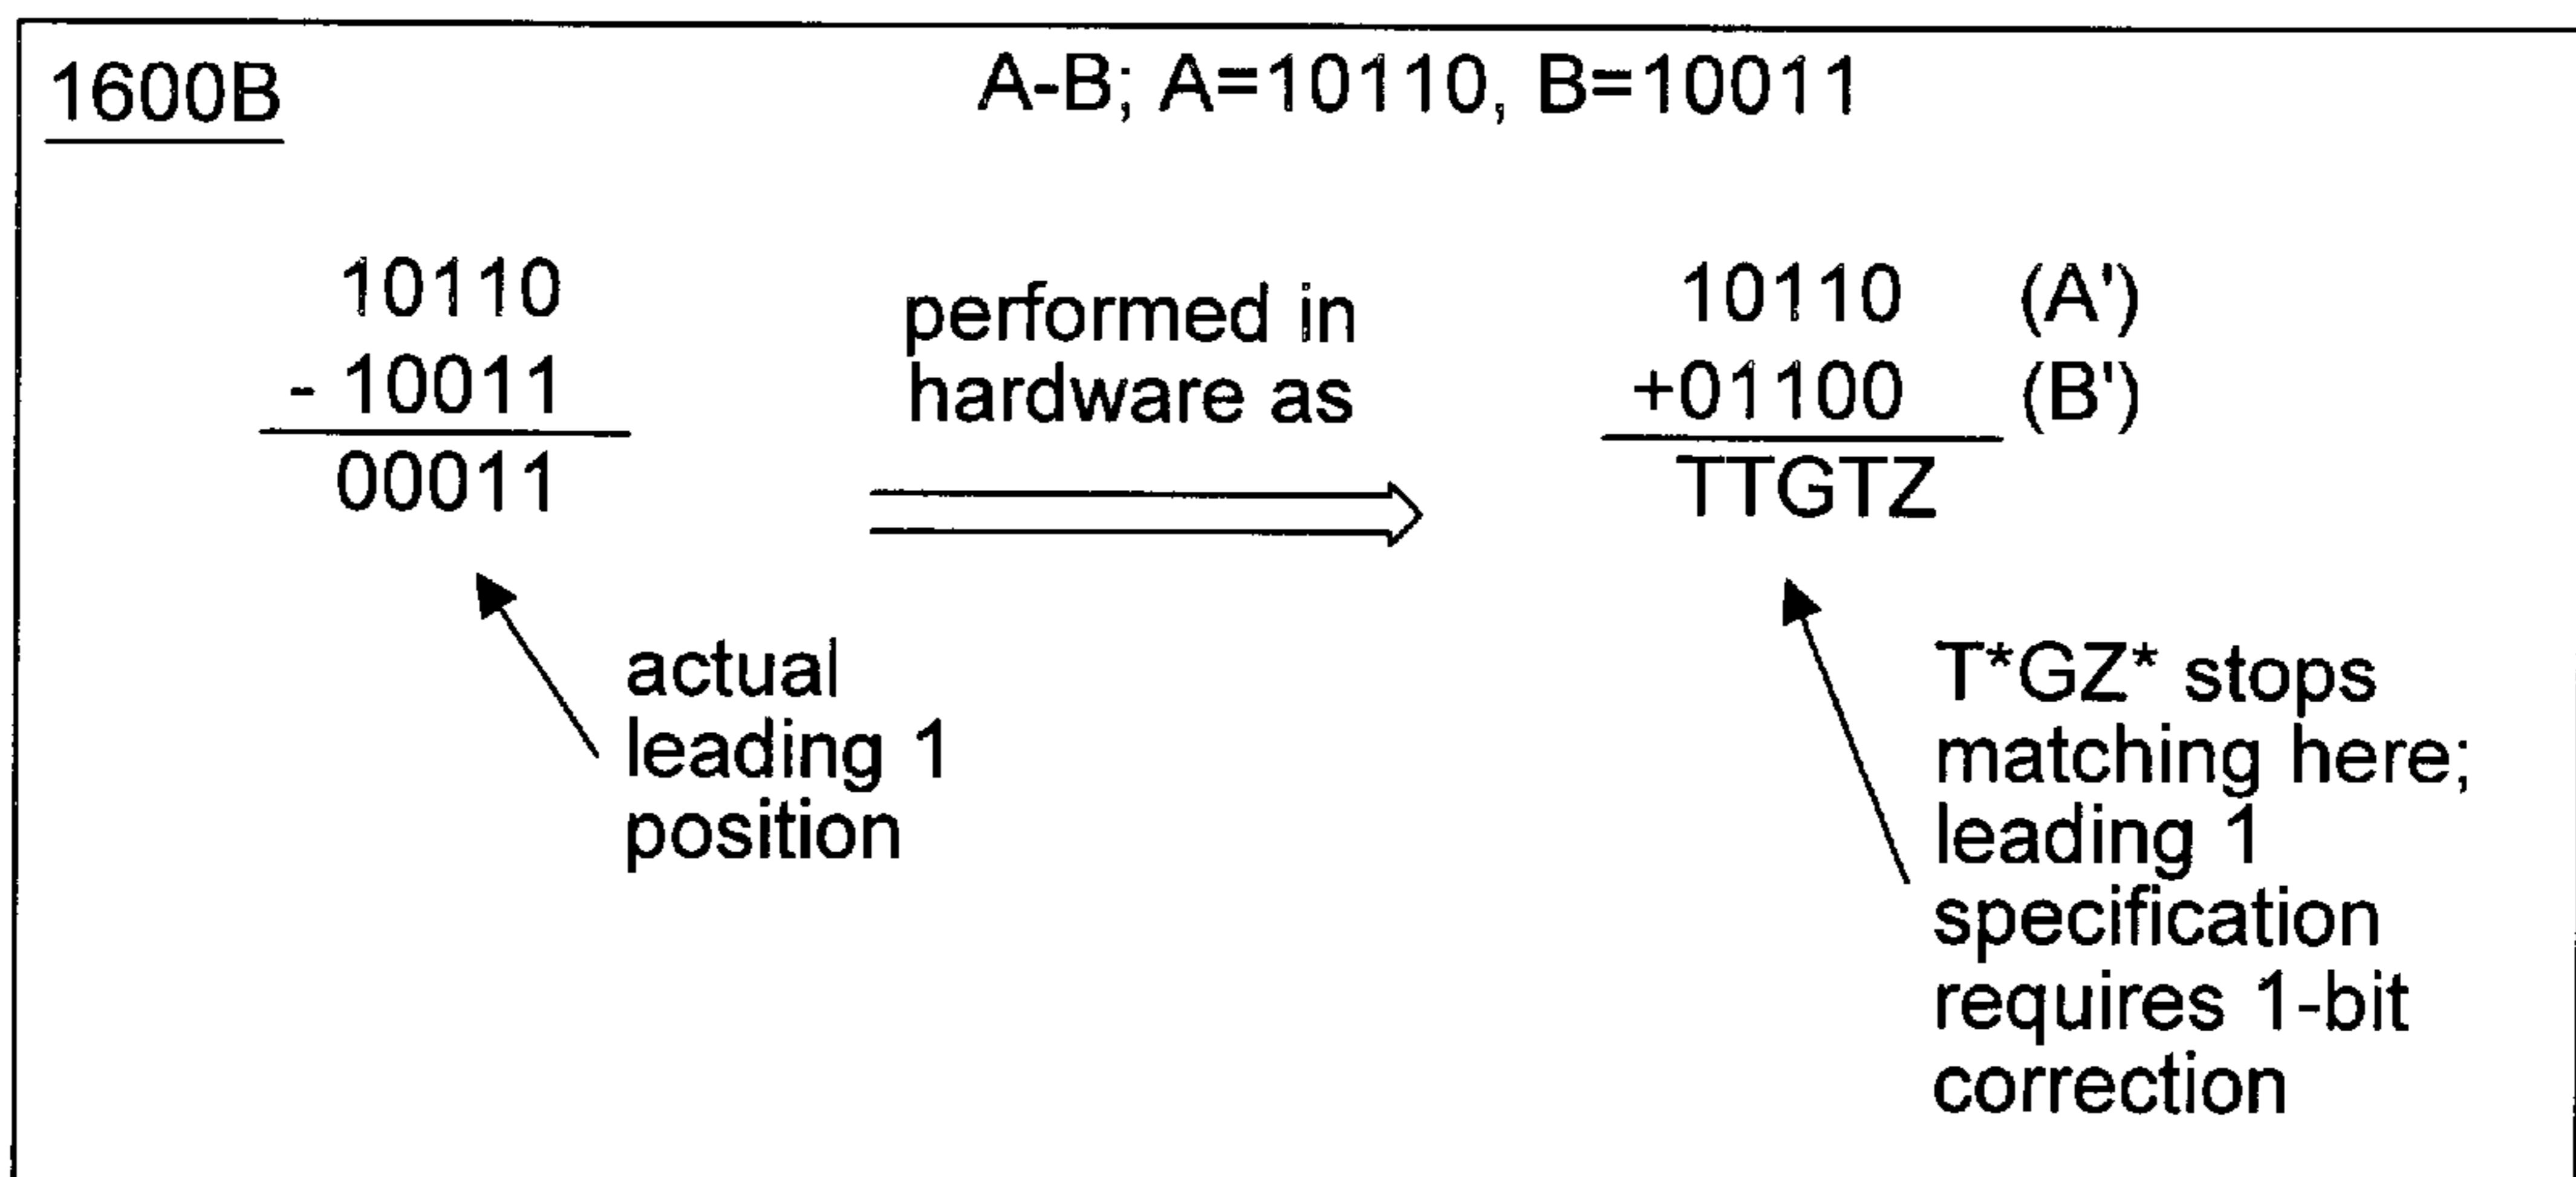 1600B
A-B; A=10110, B=10011
10110
- 10011
00011
actual
leading 1
position
performed in
hardware as
10110 (A')
+01100 (B')
TTGTZ
T*GZ* stops
matching here;
leading 1
specification
requires 1-bit
correction